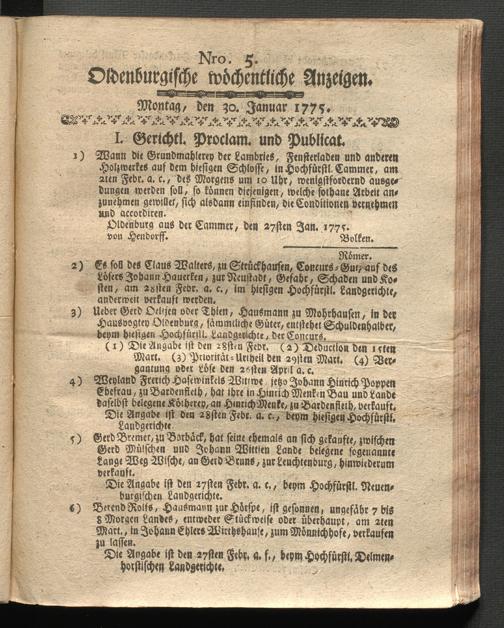 Nro. 5.
Oldenburgische wöchentliche Anzeigen.
Montag, den 30. Januar 1775.
I. Gerichtl. Proclam. und Publicat.
1) Wann die Grundmahlerey der Lambries, Fensterladen und anderen
Holzwerkes auf dem hiesigen Schlosse, in Hochfürstl. Cammer, am
2ten Febr. a. c., des Morgens um 10 Uhr, wenigstfordernd ausge-
dungen werden soll, so können diejenigen, welche sothane Arbeit an-
zunehmen gewillet, sich alsdann einfinden, die Conditionen vernehmen
und accordiren.
Oldenburg aus der Cammer, den 27sten Jan. 1775.
von Hendorff. Bolken.
Römer.
2) Es soll des Claus Walters, zu Strückhausen, Concurs-Gut, auf des
Lösers Johann Hauerken, zur Neustadt, Gefahr, Schaden und Ko-
sten, am 28sten Febr. a. c., im hiesigen Hochfürstl. Landgerichte,
anderweit verkauft werden.
3) Ueber Gerd Oeltjen oder Thien, Hausmann zu Mohrhausen, in der
Hausvogtey Oldenburg, sämmtliche Güter, entstehet Schuldenhalber,
beym hiesigen Hochfürstl. Landgerichte, der Concurs.
(1) Die Angabe ist den 28sten Febr. (2) Deduction den 15ten
Mart. (3) Priorität-Urtheil den 29sten Mart. (4) Ver-
gantung oder Löse den 26sten April a. c.
4) Weyland Frerich Hasewinkels Wittwe, jetzo Johann Hinrich Poppen
Ehefrau, zu Bardenfleth, hat ihre in Hinrich Menken Bau und Lande
daselbst belegene Kötherey, an Hinrich Menke, zu Bardenfleth, verkauft.
Die Angabe ist den 28sten Febr. a. c., beym hiesigen Hochfürstl.
Landgerichte.
5) Gerd Bremer, zu Borbäck, hat seine ehemals an sich gekaufte, zwischen
Gerd Mülschen und Johann Wittjen Lande belegene sogenannte
Lange Weg Wische, an Gerd Bruns, zur Leuchtenburg, hinwiederum
verkauft.
Die Angabe ist den 27sten Febr. a. c., beym Hochfürstl. Neuen-
burgischen Landgerichte.
6) Berend Rolfs, Hausmann zur Hörspe, ist gesonnen, ungefähr 7 bis
8 Morgen Landes, entweder Stückweise oder überhaupt, am 2ten
Mart., in Johann Ehlers Wirthshause, zum Mönnichhofe, verkaufen
zu lassen.
Die Angabe ist den 27sten Febr. a. f., beym Hochfürstl. Delmen-
horstischen Landgerichte.